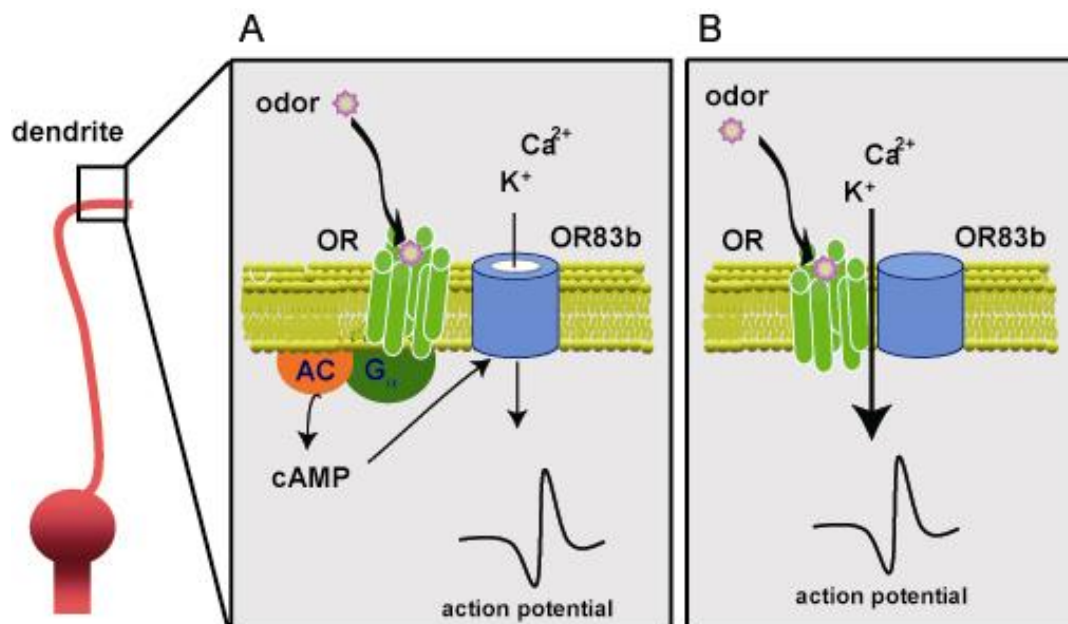 A
B
dendrite
odor
Ca2+
K+
OR
OR83b
AC
Gα
cAMP
action potential
odor
Ca2+
K+
OR
OR83b
action potential